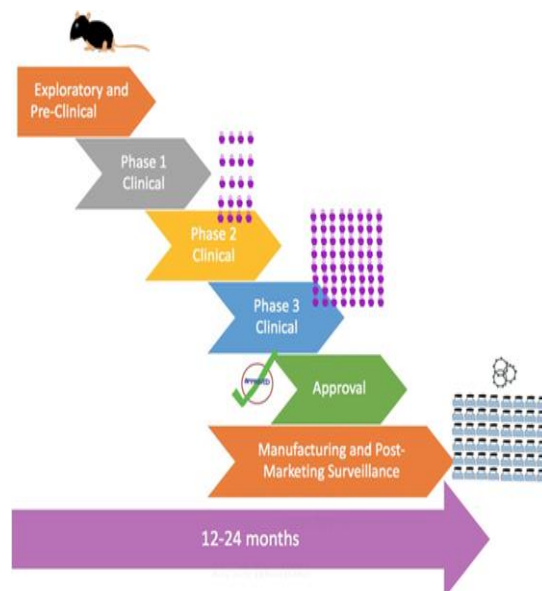 Exploratory and
Pre-Clinical
Phase 1
Clinical
Phase 2
Clinical
Phase 3
Clinical
APPROVED
Approval
Manufacturing and Post-
Marketing Surveillance
12-24 months